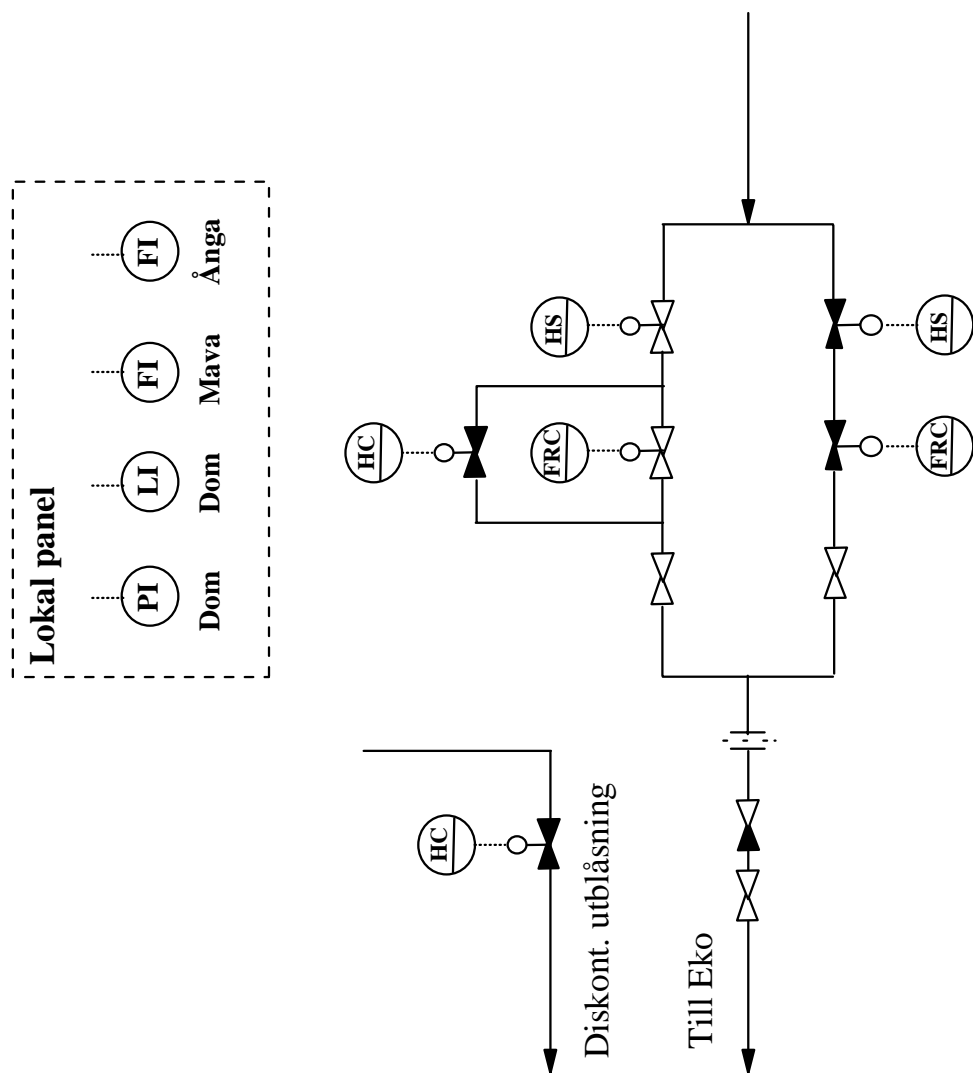 Lokal panel
PI LI FI FI
Dom Dom Mava Ånga
HC
HC
FRC HS
Diskont. utblåsning
Till Eko
FRC HS